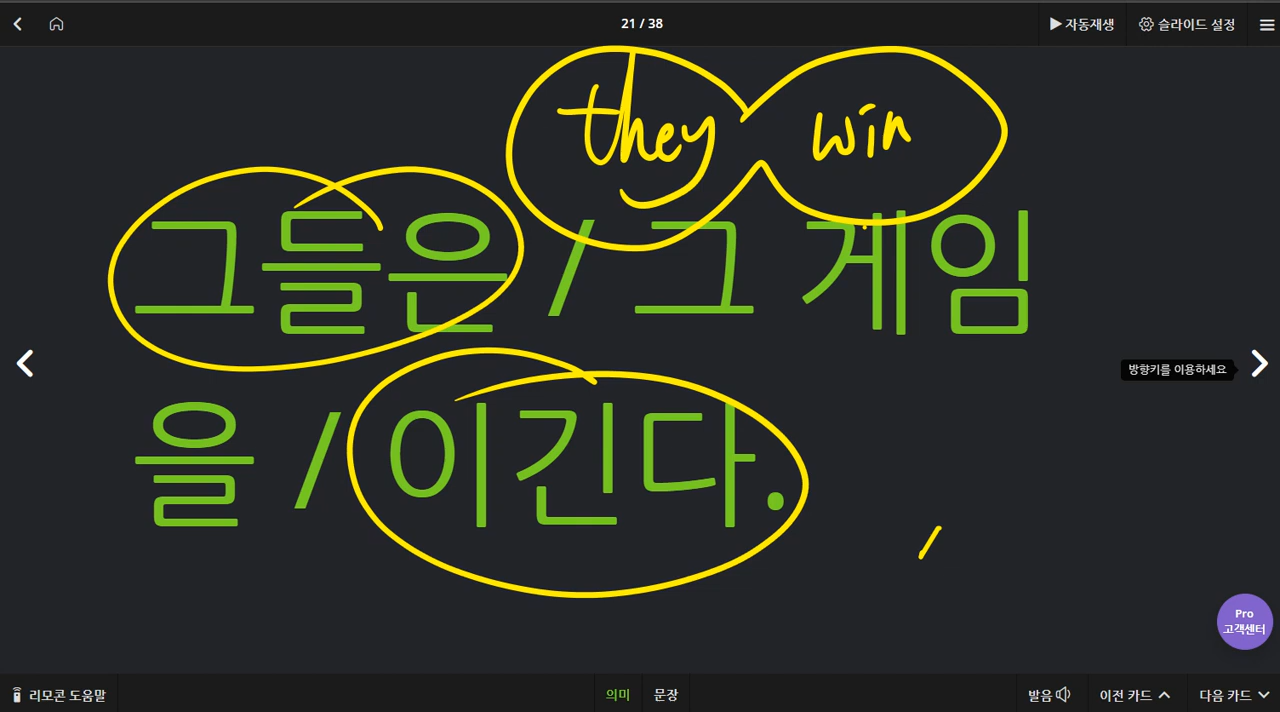 21 / 38
자동재생
슬라이드 설정
they win
그들은 / 그 게임
을 / 이긴다.
방향키를 이용하세요
Pro
고객센터
리모콘 도움말
의미
문장
발음
이전 카드
다음 카드